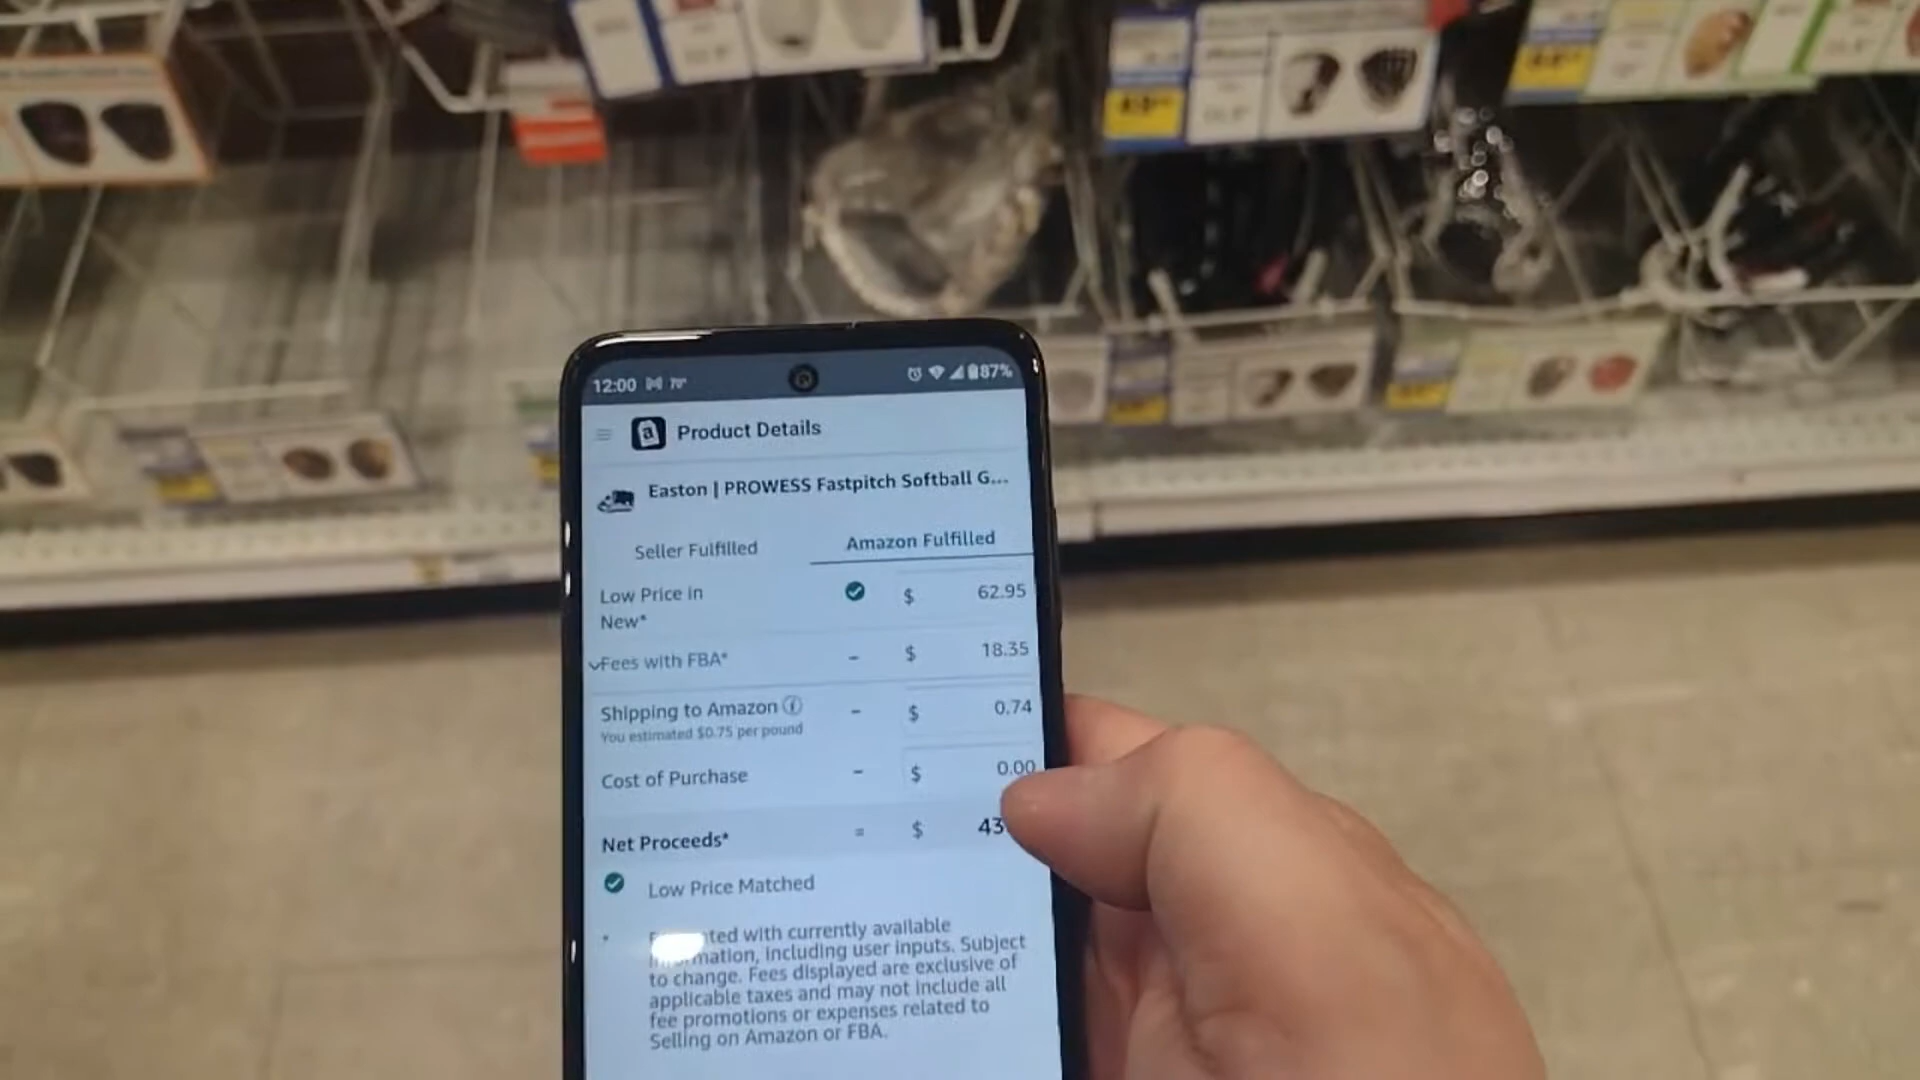 12:00
87%
a
Product Details
Easton | PROWESS Fastpitch Softball G...
Seller Fulfilled
Amazon Fulfilled
Low Price in
New*
$ 62.95
Fees with FBA*
- $ 18.35
Shipping to Amazon
- $ 0.74
You estimated $0.75 per pound
Cost of Purchase
- $ 0.00
Net Proceeds*
= $ 43
Low Price Matched
* with currently available
including user inputs. Subject
to change. Fees displayed are exclusive of
applicable taxes and may not include all
fee promotions or expenses related to
Selling on Amazon or FBA.